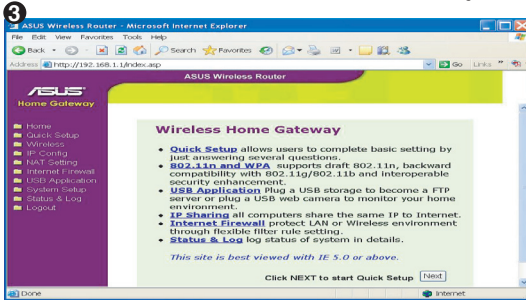 3
ASUS Wireless Router - Microsoft Internet Explorer
File Edit View Favorites Tools Help
Back Search Favorites
Address http://192.168.1.1/index.asp Go Links »
ASUS Wireless Router
ASUS
Home Gateway
Home
Quick Setup
Wireless
IP Config
NAT Setting
Internet Firewall
USB Application
System Setup
Status & Log
Logout
Wireless Home Gateway
• Quick Setup allows users to complete basic setting by
just answering several questions.
• 802.11n and WPA supports draft 802.11n, backward
compatibility with 802.11g/802.11b and interoperable
security enhancement.
• USB Application Plug a USB storage to become a FTP
server or plug a USB web camera to monitor your home
environment.
• IP Sharing all computers share the same IP to Internet.
• Internet Firewall protect LAN or Wireless environment
through flexible filter rule setting.
• Status & Log log status of system in details.
This site is best viewed with IE 5.0 or above.
Click NEXT to start Quick Setup Next
Done Internet